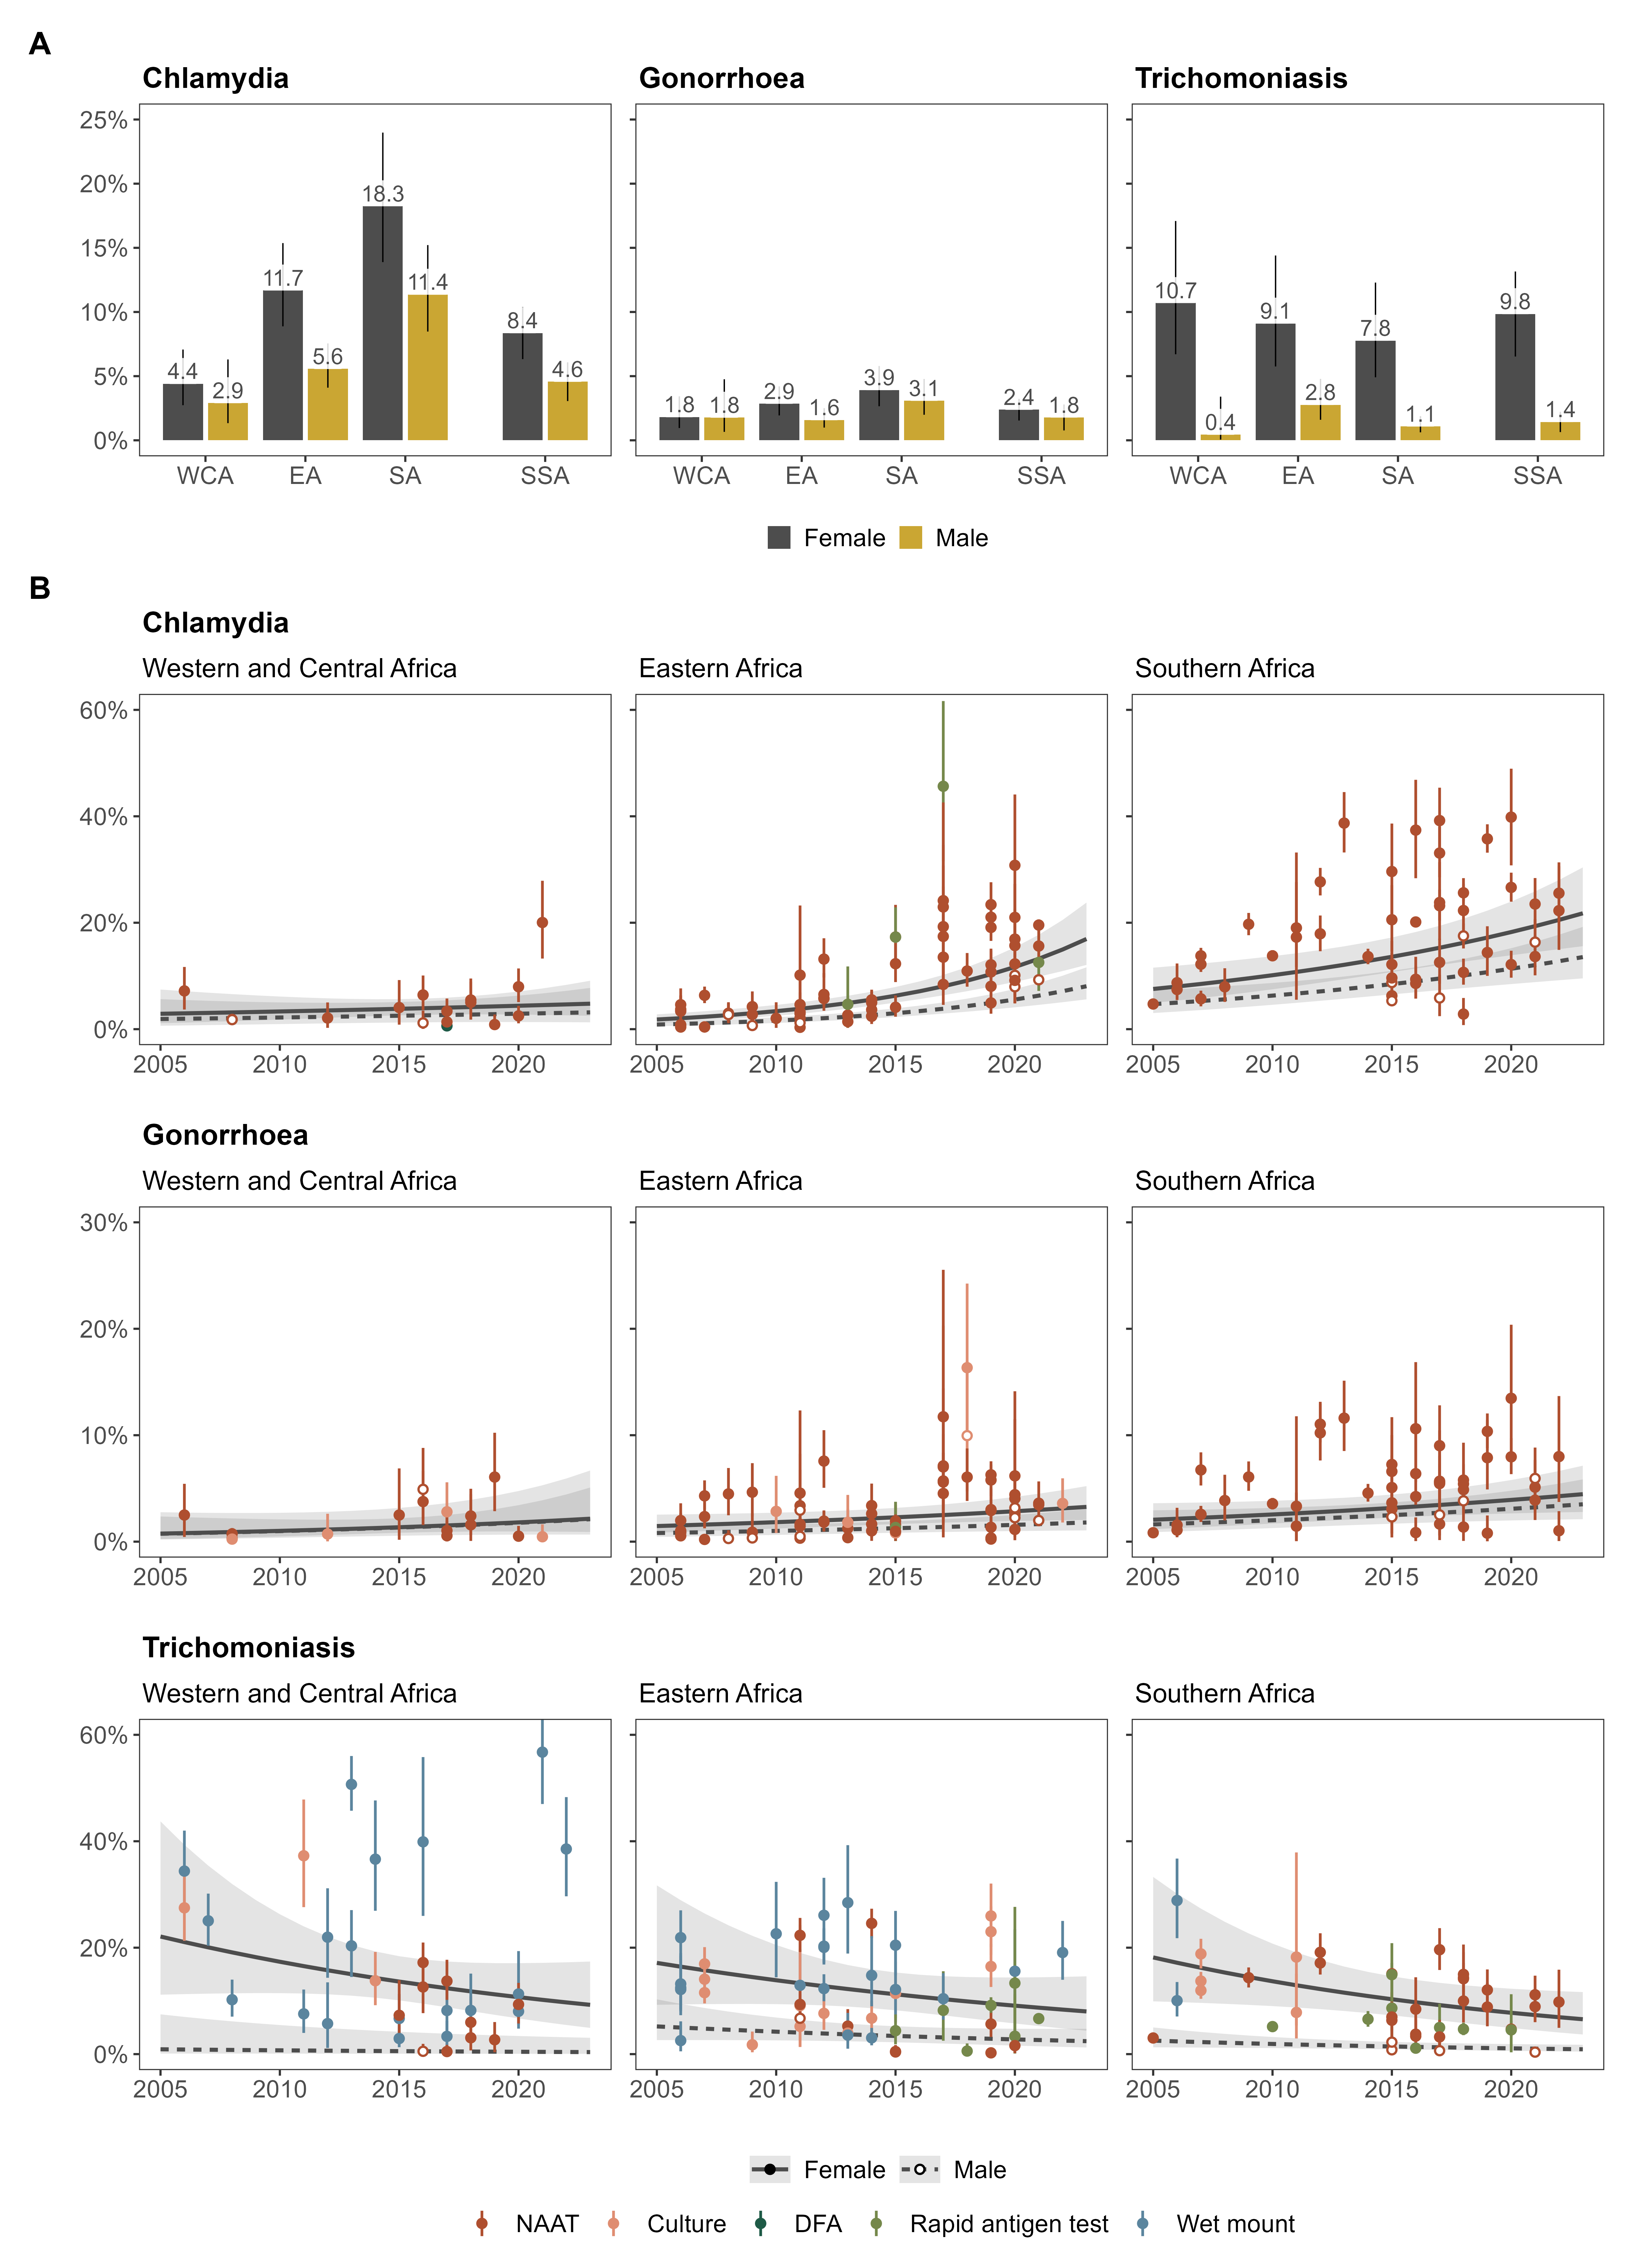 A
Chlamydia Gonorrhoea Trichomoniasis
25%
20%
15%
10%
5%
0%
4.4 2.9 11.7 5.6 18.3 11.4 8.4 4.6
1.8 1.8 2.9 1.6 3.9 3.1 2.4 1.8
10.7 0.4 9.1 2.8 7.8 1.1 9.8 1.4
WCA EA SA SSA WCA EA SA SSA WCA EA SA SSA
Female Male
B
Chlamydia
Western and Central Africa Eastern Africa Southern Africa
60%
40%
20%
0%
2005 2010 2015 2020 2005 2010 2015 2020 2005 2010 2015 2020
Gonorrhoea
Western and Central Africa Eastern Africa Southern Africa
30%
20%
10%
0%
2005 2010 2015 2020 2005 2010 2015 2020 2005 2010 2015 2020
Trichomoniasis
Western and Central Africa Eastern Africa Southern Africa
60%
40%
20%
0%
2005 2010 2015 2020 2005 2010 2015 2020 2005 2010 2015 2020
Female Male
NAAT Culture DFA Rapid antigen test Wet mount